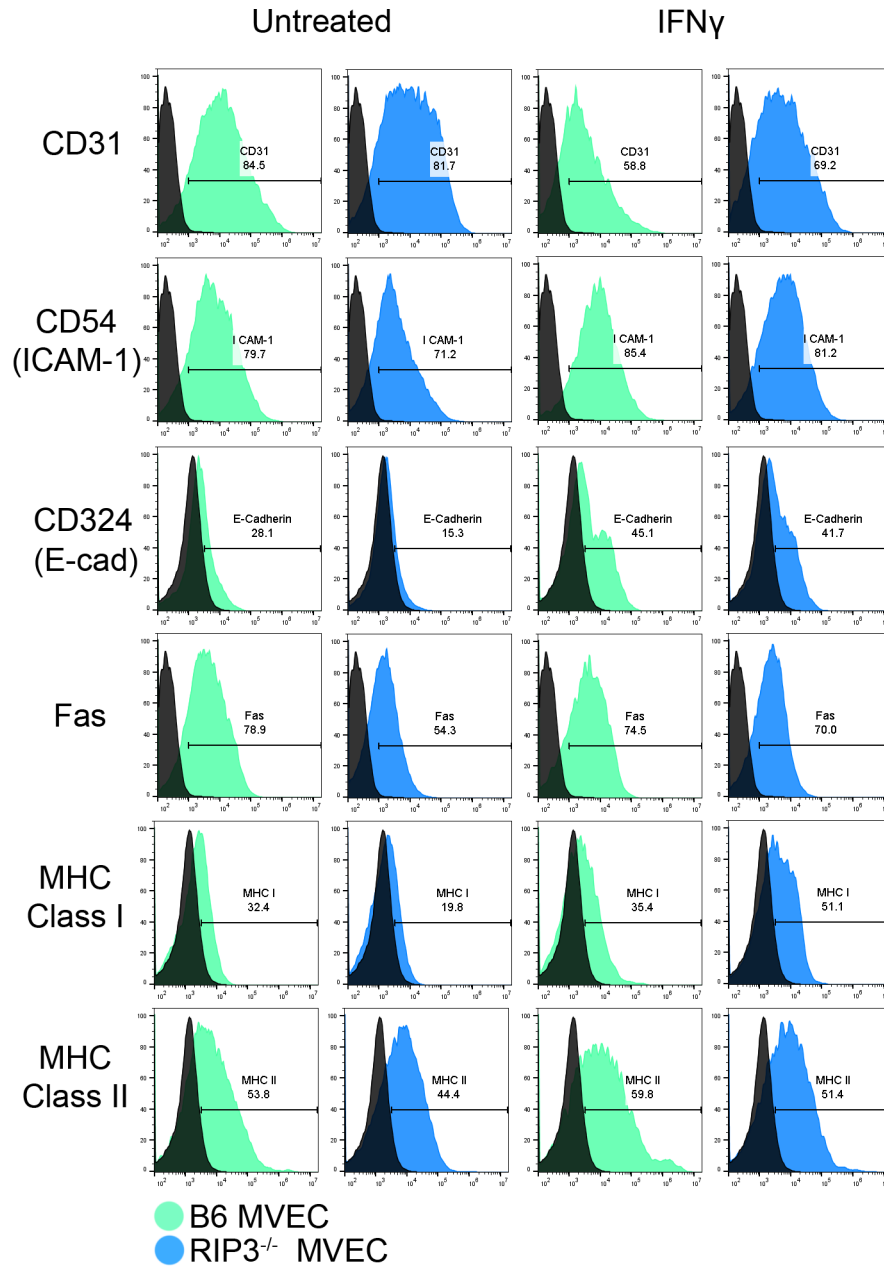 Untreated IFNγ
CD31
CD31
84.5
CD31
81.7
CD31
58.8
CD31
69.2
CD54
(ICAM-1)
I CAM-1
79.7
I CAM-1
71.2
I CAM-1
85.4
I CAM-1
81.2
CD324
(E-cad)
E-Cadherin
28.1
E-Cadherin
15.3
E-Cadherin
45.1
E-Cadherin
41.7
Fas
Fas
78.9
Fas
54.3
Fas
74.5
Fas
70.0
MHC
Class I
MHC I
32.4
MHC I
19.8
MHC I
35.4
MHC I
51.1
MHC
Class II
MHC II
53.8
MHC II
44.4
MHC II
59.8
MHC II
51.4
B6 MVEC
RIP3-/- MVEC